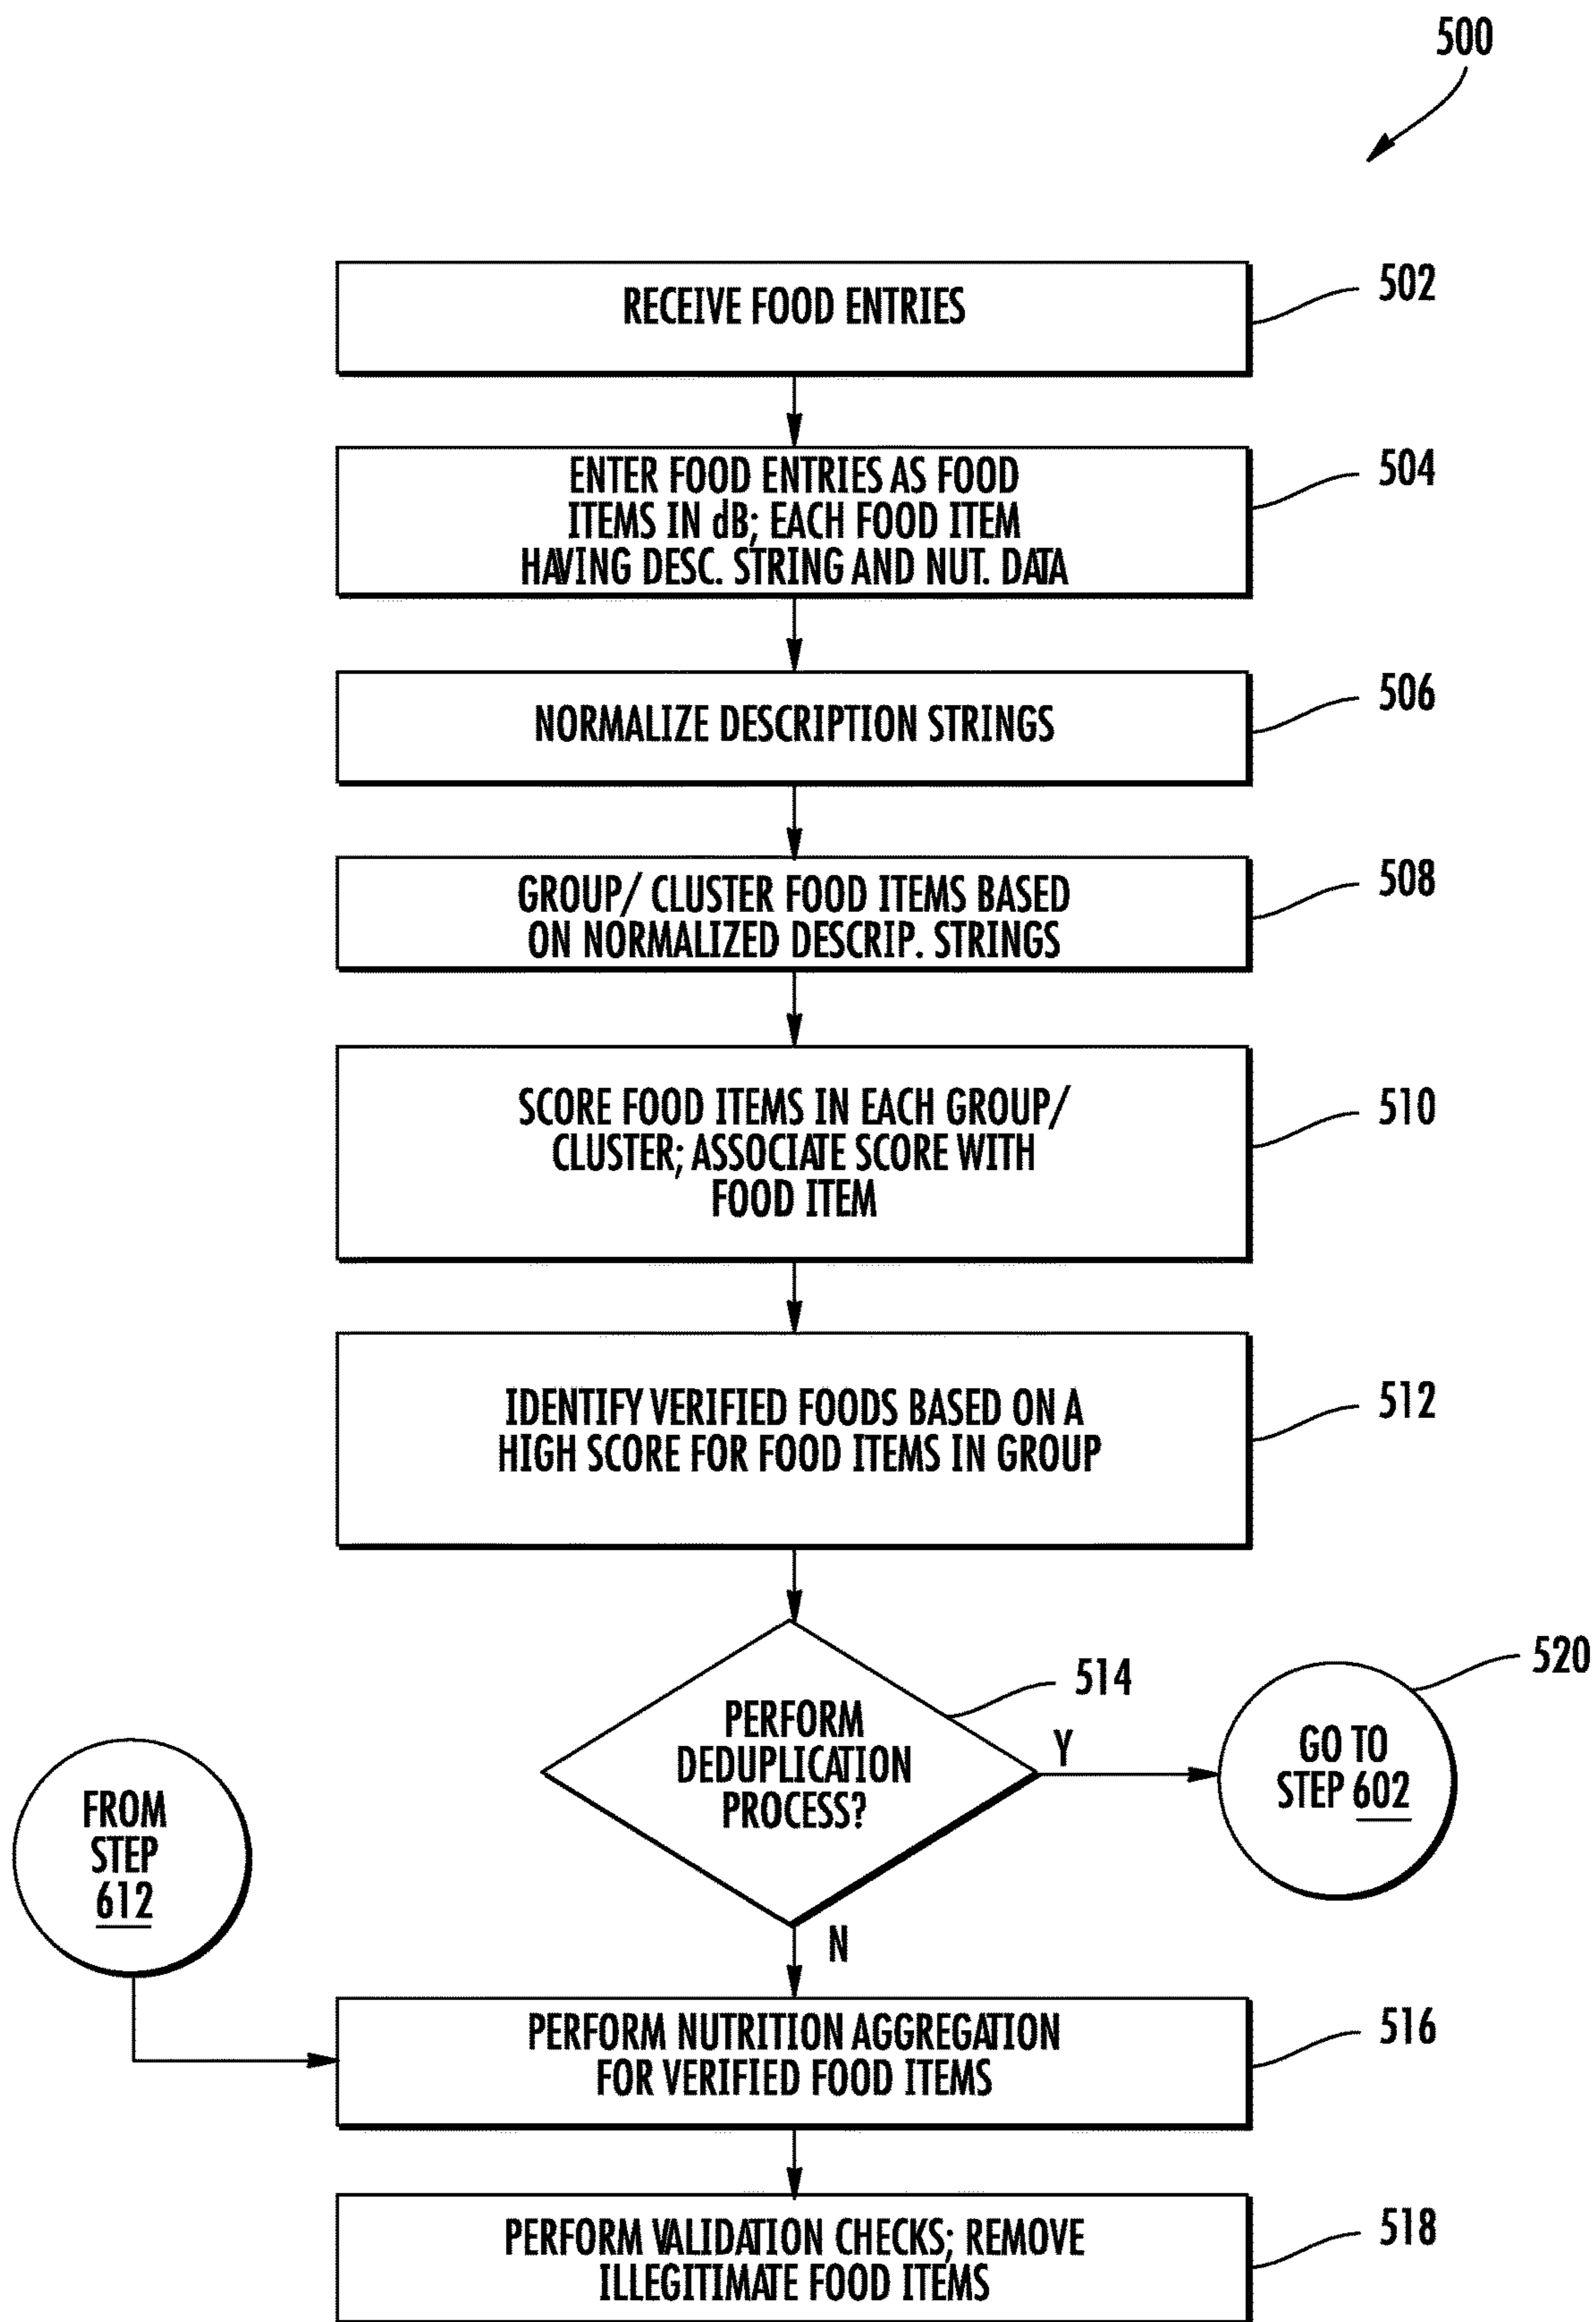 500
RECEIVE FOOD ENTRIES
502
ENTER FOOD ENTRIES AS FOOD
ITEMS IN dB; EACH FOOD ITEM
HAVING DESC. STRING AND NUT. DATA
504
NORMALIZE DESCRIPTION STRINGS
506
GROUP/ CLUSTER FOOD ITEMS BASED
ON NORMALIZED DESCRIP. STRINGS
508
SCORE FOOD ITEMS IN EACH GROUP/
CLUSTER; ASSOCIATE SCORE WITH
FOOD ITEM
510
IDENTIFY VERIFIED FOODS BASED ON A
HIGH SCORE FOR FOOD ITEMS IN GROUP
512
PERFORM
DEDUPLICATION
PROCESS?
514
Y
GO TO
STEP 602
520
FROM
STEP
612
N
PERFORM NUTRITION AGGREGATION
FOR VERIFIED FOOD ITEMS
516
PERFORM VALIDATION CHECKS; REMOVE
ILLEGITIMATE FOOD ITEMS
518